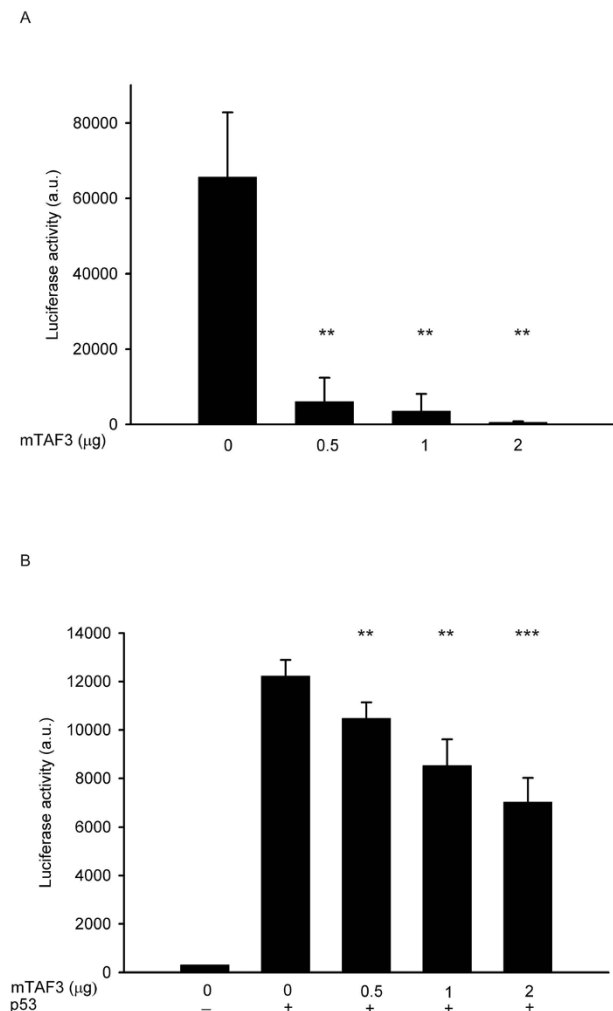 A
Luciferase activity (a.u.)
80000
60000
40000
20000
0
** ** **
mTAF3 (µg) 0 0.5 1 2
B
Luciferase activity (a.u.)
14000
12000
10000
8000
6000
4000
2000
0
** ** ***
mTAF3 (µg) 0 0 0.5 1 2
p53 – + + + +